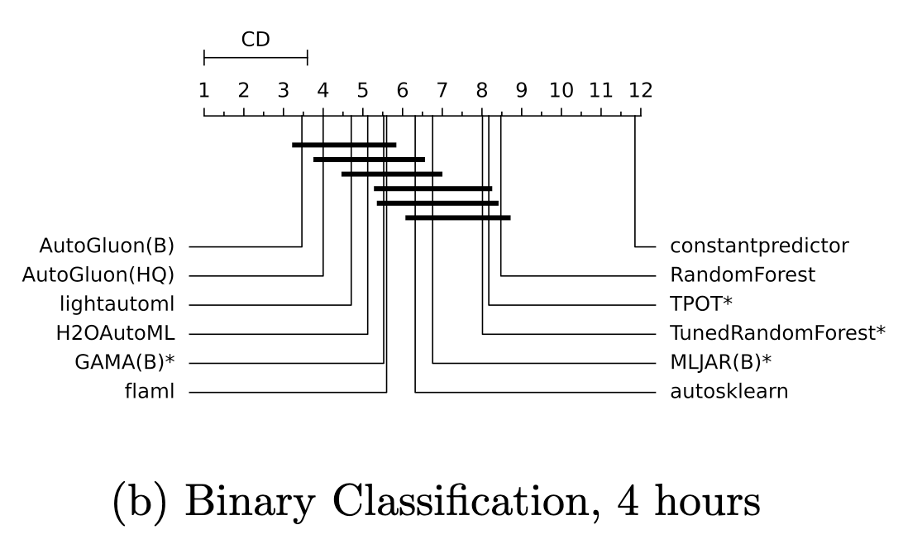 CD
1 2 3 4 5 6 7 8 9 10 11 12
AutoGluon(B) constantpredictor
AutoGluon(HQ) RandomForest
lightautoml TPOT*
H2OAutoML TunedRandomForest*
GAMA(B)* MLJAR(B)*
flaml autosklearn
(b) Binary Classification, 4 hours